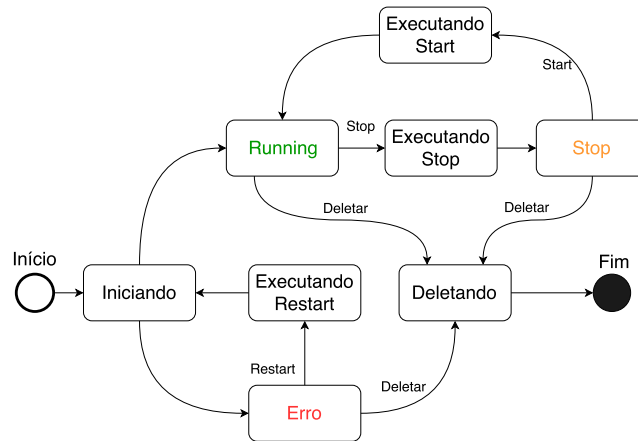 Executando
Start
Start
Running
Stop
Executando
Stop
Stop
Deletar
Deletar
Início
Iniciando
Executando
Restart
Deletando
Fim
Restart
Erro
Deletar